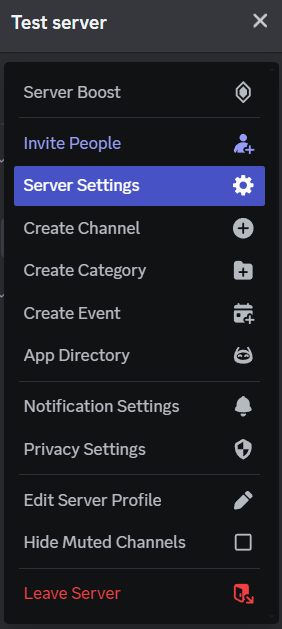 Test server
Server Boost
Invite People
Server Settings
Create Channel
Create Category
Create Event
App Directory
Notification Settings
Privacy Settings
Edit Server Profile
Hide Muted Channels
Leave Server